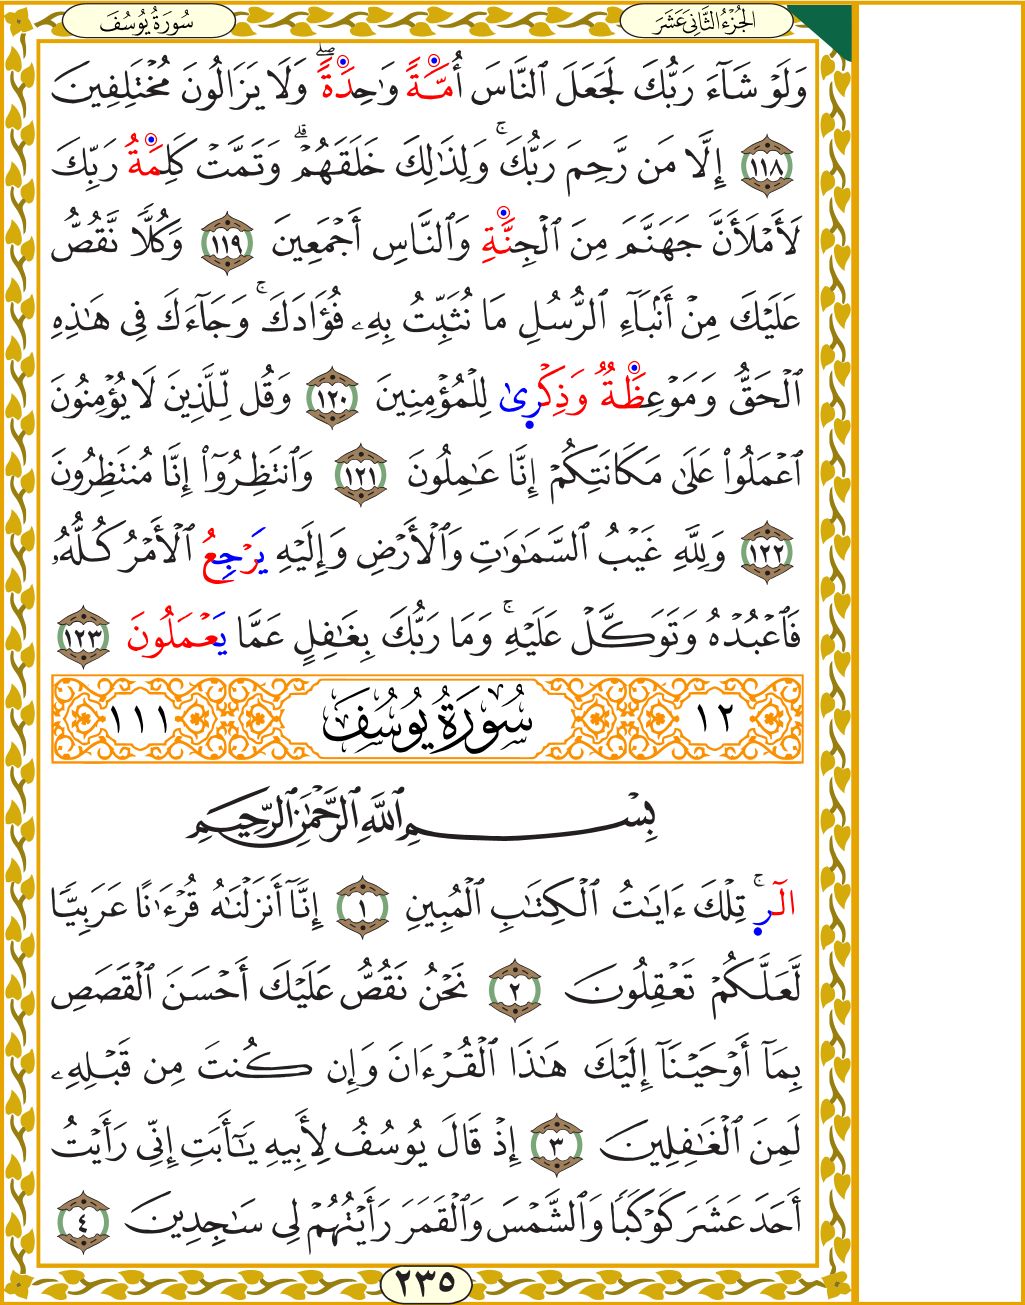 الجُزْءُ الثَّانِى عَشَرَ
سُورَةُ يُوسُفَ
وَلَوْ شَآءَ رَبُّكَ لَجَعَلَ ٱلنَّاسَ أُمَّةً وَٰحِدَةً ۖ وَلَا يَزَالُونَ مُخْتَلِفِينَ
١١٨ إِلَّا مَن رَّحِمَ رَبُّكَ ۚ وَلِذَٰلِكَ خَلَقَهُمْ ۗ وَتَمَّتْ كَلِمَةُ رَبِّكَ
لَأَمْلَأَنَّ جَهَنَّمَ مِنَ ٱلْجِنَّةِ وَٱلنَّاسِ أَجْمَعِينَ ١١٩ وَكُلًّا نَّقُصُّ
عَلَيْكَ مِنْ أَنۢبَآءِ ٱلرُّسُلِ مَا نُثَبِّتُ بِهِۦ فُؤَادَكَ ۚ وَجَآءَكَ فِى هَٰذِهِ
ٱلْحَقُّ وَمَوْعِظَةٌ وَذِكْرَىٰ لِلْمُؤْمِنِينَ ١٢٠ وَقُل لِّلَّذِينَ لَا يُؤْمِنُونَ
ٱعْمَلُوا۟ عَلَىٰ مَكَانَتِكُمْ إِنَّا عَٰمِلُونَ ١٢١ وَٱنتَظِرُوٓا۟ إِنَّا مُنتَظِرُونَ
١٢٢ وَلِلَّهِ غَيْبُ ٱلسَّمَٰوَٰتِ وَٱلْأَرْضِ وَإِلَيْهِ يَرْجِعُ ٱلْأَمْرُ كُلُّهُۥ
فَٱعْبُدْهُ وَتَوَكَّلْ عَلَيْهِ ۚ وَمَا رَبُّكَ بِغَٰفِلٍ عَمَّا يَعْمَلُونَ ١٢٣
١٢ سُورَةُ يُوسُفَ ١١١
بِسْمِ ٱللَّهِ ٱلرَّحْمَٰنِ ٱلرَّحِيمِ
الٓر ۚ تِلْكَ ءَايَٰتُ ٱلْكِتَٰبِ ٱلْمُبِينِ ١ إِنَّآ أَنزَلْنَٰهُ قُرْءَٰنًا عَرَبِيًّا
لَّعَلَّكُمْ تَعْقِلُونَ ٢ نَحْنُ نَقُصُّ عَلَيْكَ أَحْسَنَ ٱلْقَصَصِ
بِمَآ أَوْحَيْنَآ إِلَيْكَ هَٰذَا ٱلْقُرْءَانَ وَإِن كُنتَ مِن قَبْلِهِۦ
لَمِنَ ٱلْغَٰفِلِينَ ٣ إِذْ قَالَ يُوسُفُ لِأَبِيهِ يَٰٓأَبَتِ إِنِّى رَأَيْتُ
أَحَدَ عَشَرَ كَوْكَبًا وَٱلشَّمْسَ وَٱلْقَمَرَ رَأَيْتُهُمْ لِى سَٰجِدِينَ ٤
٢٣٥